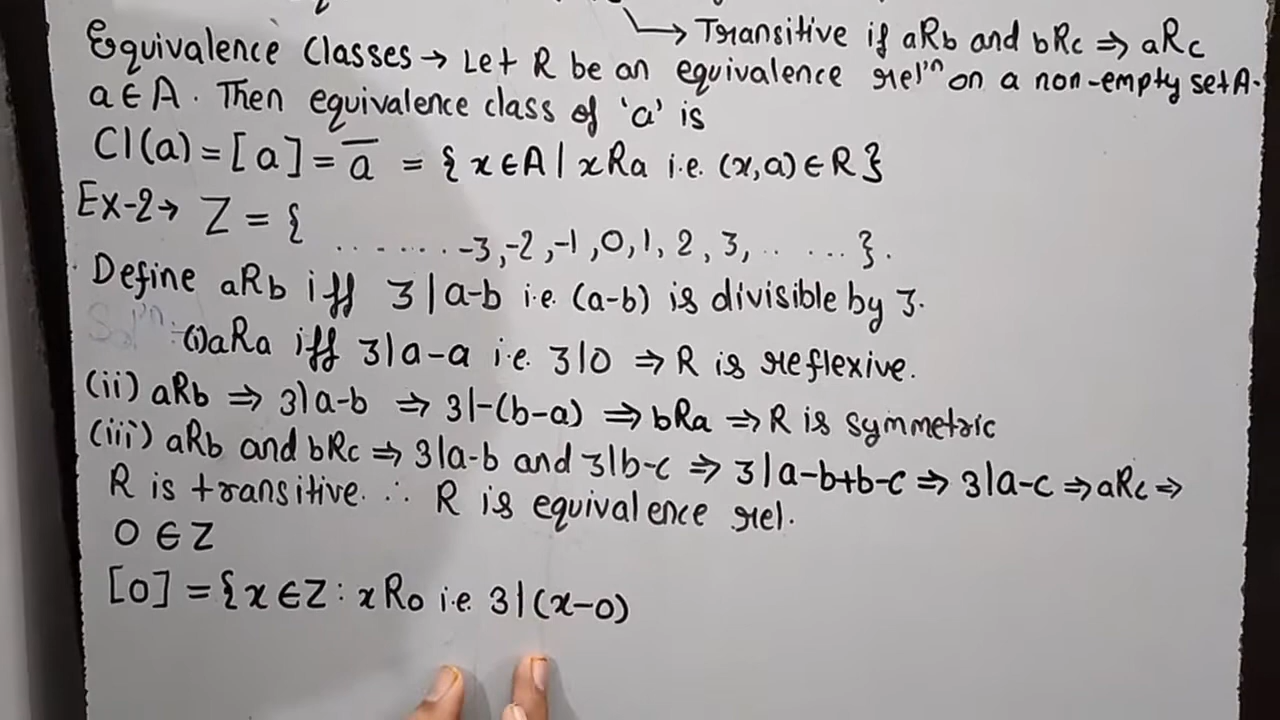 → Transitive if aRb and bRc ⇒ aRc
Equivalence Classes → Let R be an equivalence relⁿ on a non-empty set A.
a ∈ A. Then equivalence class of 'a' is
Cl(a) = [a] = a̅ = { x ∈ A | xRa i.e. (x, a) ∈ R }
Ex-2 → Z = { ....... -3, -2, -1, 0, 1, 2, 3, .. ... }.
Define aRb iff 3 | a-b i.e. (a-b) is divisible by 3.
Solⁿ:- (i) aRa iff 3 | a-a i.e. 3 | 0 ⇒ R is reflexive.
(ii) aRb ⇒ 3 | a-b ⇒ 3 | -(b-a) ⇒ bRa ⇒ R is symmetric
(iii) aRb and bRc ⇒ 3 | a-b and 3 | b-c ⇒ 3 | a-b+b-c ⇒ 3 | a-c ⇒ aRc ⇒
R is transitive. ∴ R is equivalence rel.
0 ∈ Z
[0] = { x ∈ Z : xR0 i.e. 3 | (x-0)